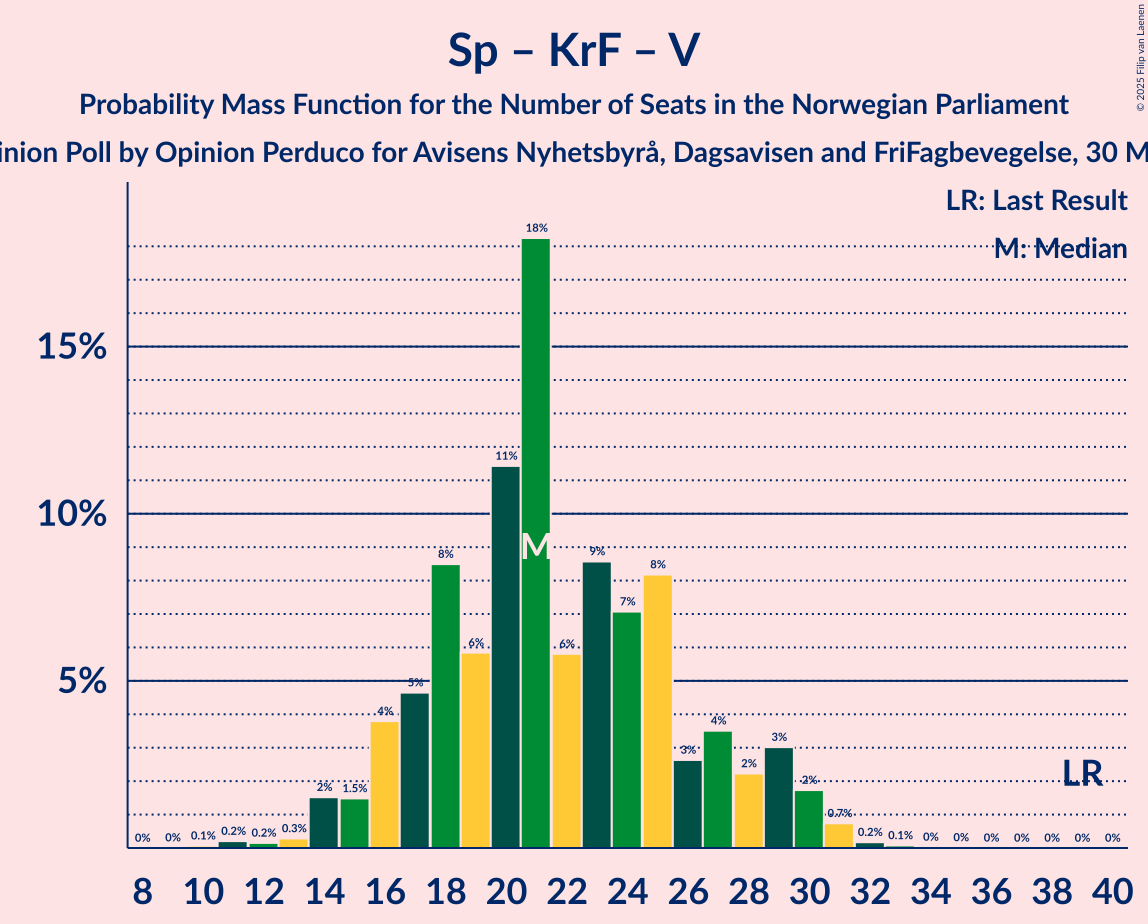 Sp – KrF – V
Probability Mass Function for the Number of Seats in the Norwegian Parliament
Poll by Opinion Perduco for Avisens Nyhetsbyrå, Dagsavisen and FriFagbevegelse, 30
© 2025 Filip van Laenen
LR: Last Result
M: Median
15%
10%
5%
0% 0% 0.1% 0.2% 0.2% 0.3% 2% 1.5% 4% 5% 8% 6% 11% 18% 6% 9% 7% 8% 3% 4% 2% 3% 2% 0.7% 0.2% 0.1% 0% 0% 0% 0% 0% 0% 0%
M
LR
8 10 12 14 16 18 20 22 24 26 28 30 32 34 36 38 40